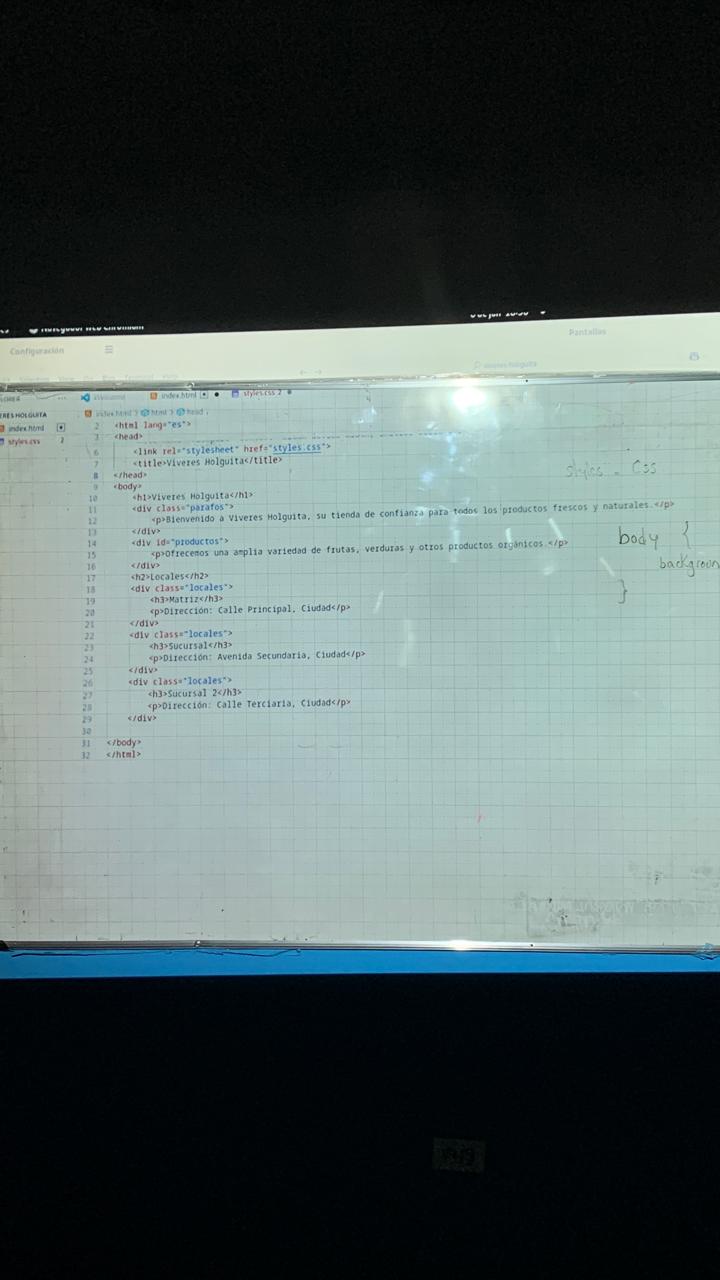 Navegador web Chromium
Pantallas
Configuración
index.html
styles.css 2
ERES HOLGUITA
index.html > html > head
index.html
styles.css 2
2 <html lang="es">
3 <head>
6 <link rel="stylesheet" href="styles.css">
7 <title>Viveres Holguita</title>
8 </head>
9 <body>
10 <h1>Viveres Holguita</h1>
11 <div class="parafos">
12 <p>Bienvenido a Viveres Holguita, su tienda de confianza para todos los productos frescos y naturales.</p>
13 </div>
14 <div id="productos">
15 <p>Ofrecemos una amplia variedad de frutas, verduras y otros productos orgánicos.</p>
16 </div>
17 <h2>Locales</h2>
18 <div class="locales">
19 <h3>Matriz</h3>
20 <p>Dirección: Calle Principal, Ciudad</p>
21 </div>
22 <div class="locales">
23 <h3>Sucursal</h3>
24 <p>Dirección: Avenida Secundaria, Ciudad</p>
25 </div>
26 <div class="locales">
27 <h3>Sucursal 2</h3>
28 <p>Dirección: Calle Terciaria, Ciudad</p>
29 </div>
30
31 </body>
32 </html>
styles . css
body {
backgroun
}